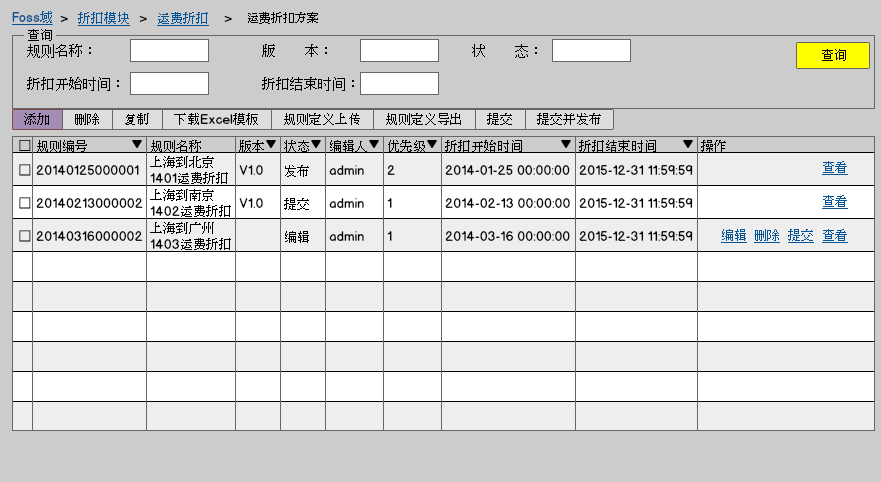 Foss域 > 折扣模块 > 运费折扣 > 运费折扣方案
查询
规则名称： 版 本： 状 态： 查询
折扣开始时间： 折扣结束时间：
添加 删除 复制 下载Excel模板 规则定义上传 规则定义导出 提交 提交并发布
规则编号 规则名称 版本 状态 编辑人 优先级 折扣开始时间 折扣结束时间 操作
20140125000001 上海到北京 V1.0 发布 admin 2 2014-01-25 00:00:00 2015-12-31 11:59:59 查看
1401运费折扣
20140213000002 上海到南京 V1.0 提交 admin 1 2014-02-13 00:00:00 2015-12-31 11:59:59 查看
1402运费折扣
20140316000002 上海到广州 编辑 admin 1 2014-03-16 00:00:00 2015-12-31 11:59:59 编辑 删除 提交 查看
1403运费折扣